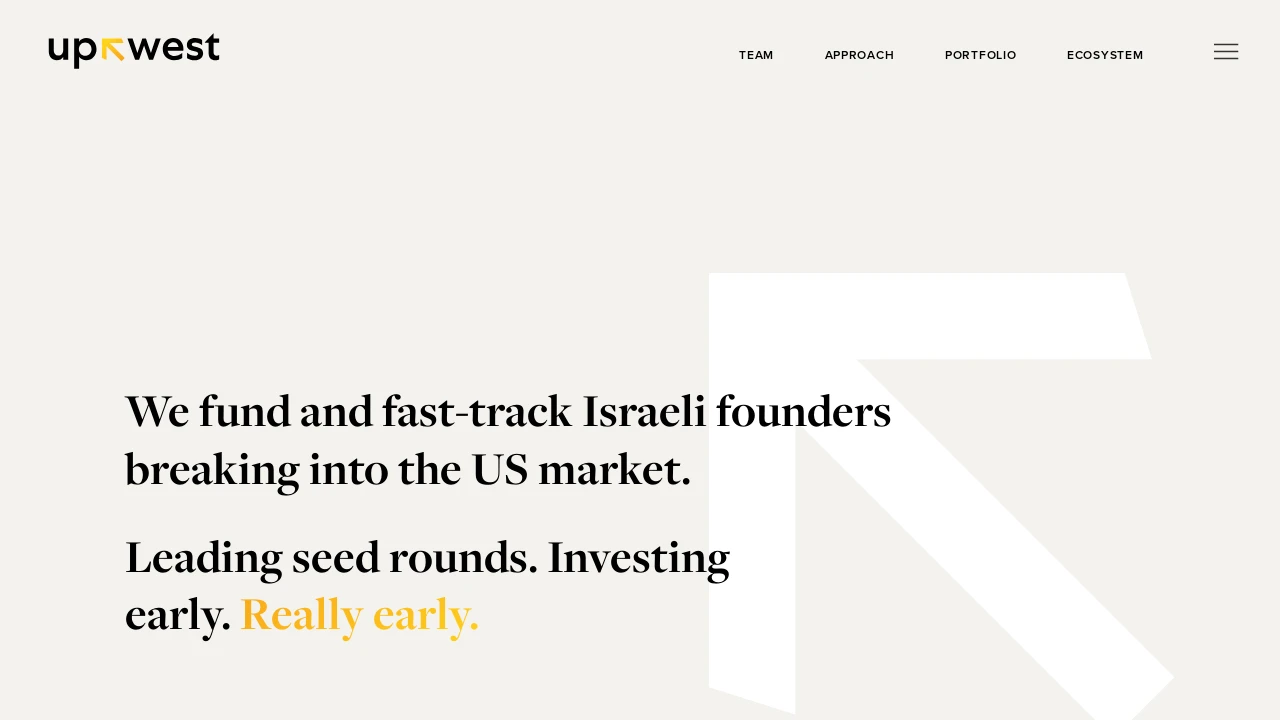 upwest
TEAM
APPROACH
PORTFOLIO
ECOSYSTEM
We fund and fast-track Israeli founders
breaking into the US market.
Leading seed rounds. Investing
early. Really early.